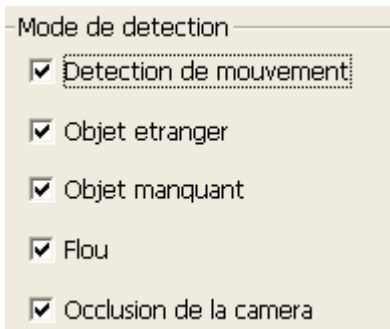 Mode de detection
Detection de mouvement
Objet etranger
Objet manquant
Flou
Occlusion de la camera